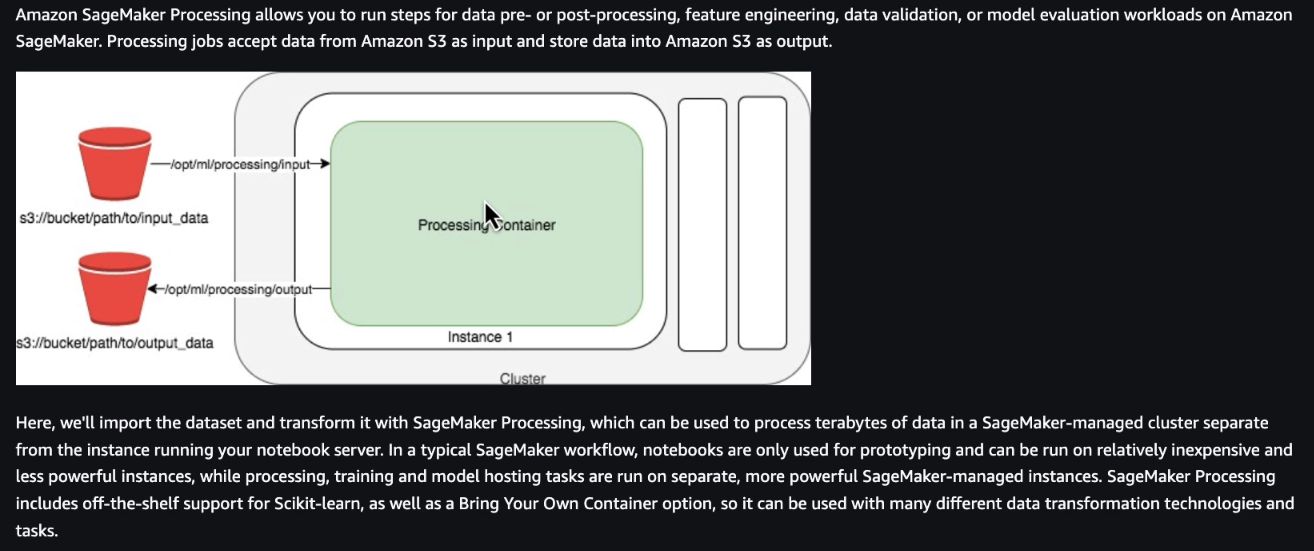 Amazon SageMaker Processing allows you to run steps for data pre- or post-processing, feature engineering, data validation, or model evaluation workloads on Amazon
SageMaker. Processing jobs accept data from Amazon S3 as input and store data into Amazon S3 as output.
/opt/ml/processing/input
s3://bucket/path/to/input_data
Processing Container
/opt/ml/processing/output
s3://bucket/path/to/output_data
Instance 1
Cluster
Here, we'll import the dataset and transform it with SageMaker Processing, which can be used to process terabytes of data in a SageMaker-managed cluster separate
from the instance running your notebook server. In a typical SageMaker workflow, notebooks are only used for prototyping and can be run on relatively inexpensive and
less powerful instances, while processing, training and model hosting tasks are run on separate, more powerful SageMaker-managed instances. SageMaker Processing
includes off-the-shelf support for Scikit-learn, as well as a Bring Your Own Container option, so it can be used with many different data transformation technologies and
tasks.